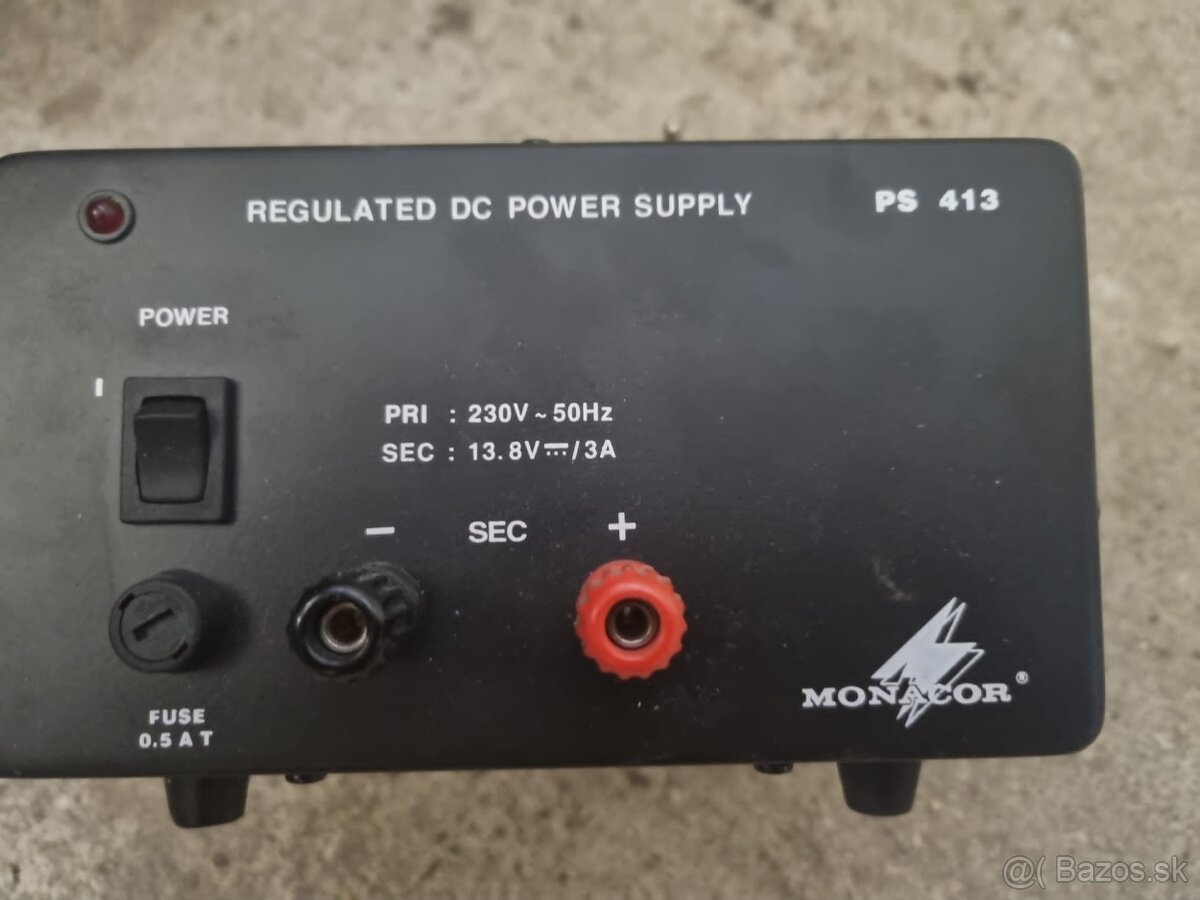 REGULATED DC POWER SUPPLY PS 413
POWER
I
PRI : 230V ~ 50Hz
SEC : 13.8V⎓/3A
− SEC +
FUSE
0.5 A T
MONACOR®
@( Bazos.sk